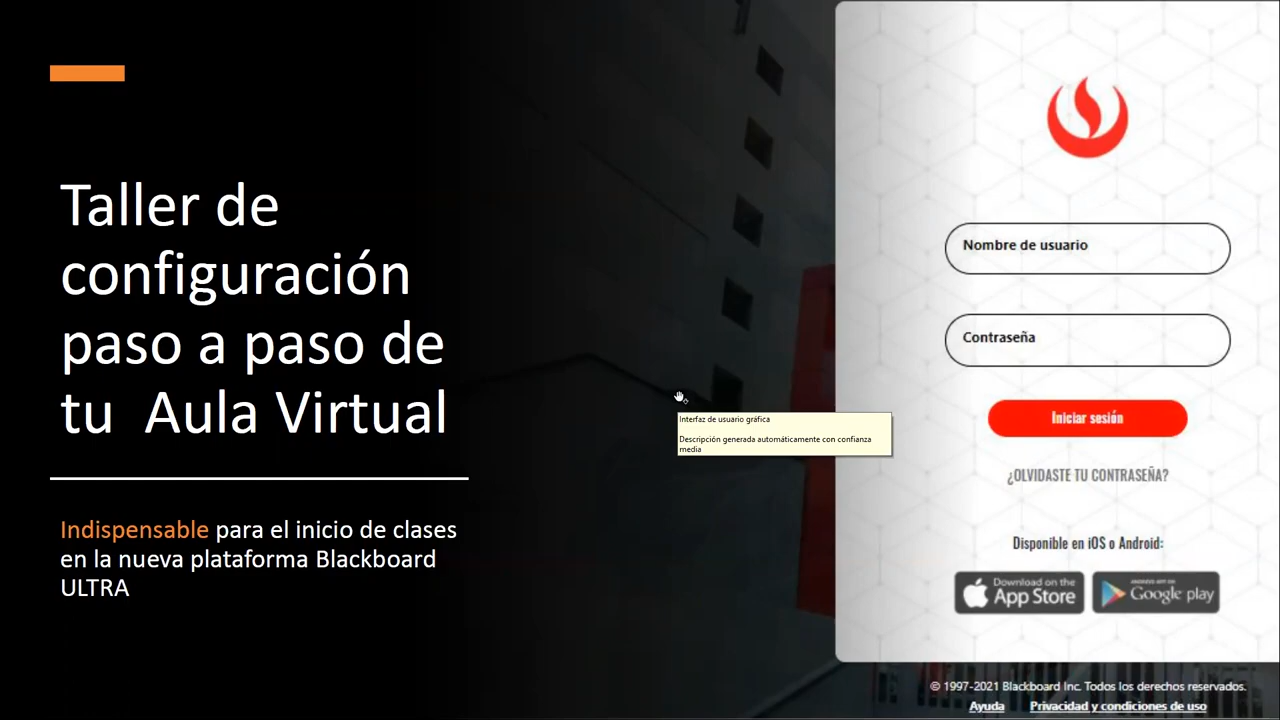 Taller de
configuración
paso a paso de
tu  Aula Virtual
Indispensable para el inicio de clases
en la nueva plataforma Blackboard
ULTRA
Interfaz de usuario gráfica
Descripción generada automáticamente con confianza
media
Nombre de usuario
Contraseña
Iniciar sesión
¿OLVIDASTE TU CONTRASEÑA?
Disponible en iOS o Android:
Download on the
App Store
ANDROID APP ON
Google play
© 1997-2021 Blackboard Inc. Todos los derechos reservados.
Ayuda Privacidad y condiciones de uso